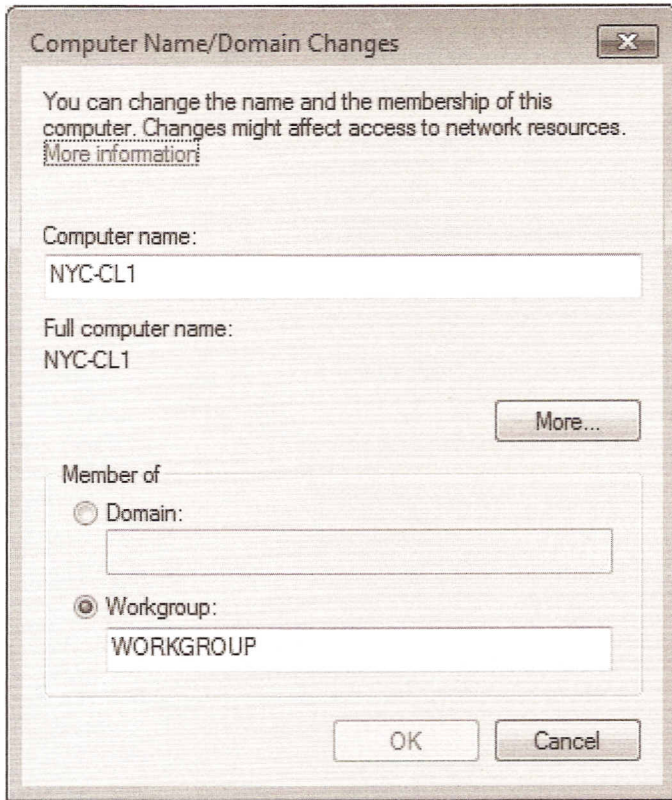 Computer Name/Domain Changes
You can change the name and the membership of this
computer. Changes might affect access to network resources.
More information
Computer name:
NYC-CL1
Full computer name:
NYC-CL1
More...
Member of
Domain:
Workgroup:
WORKGROUP
OK
Cancel